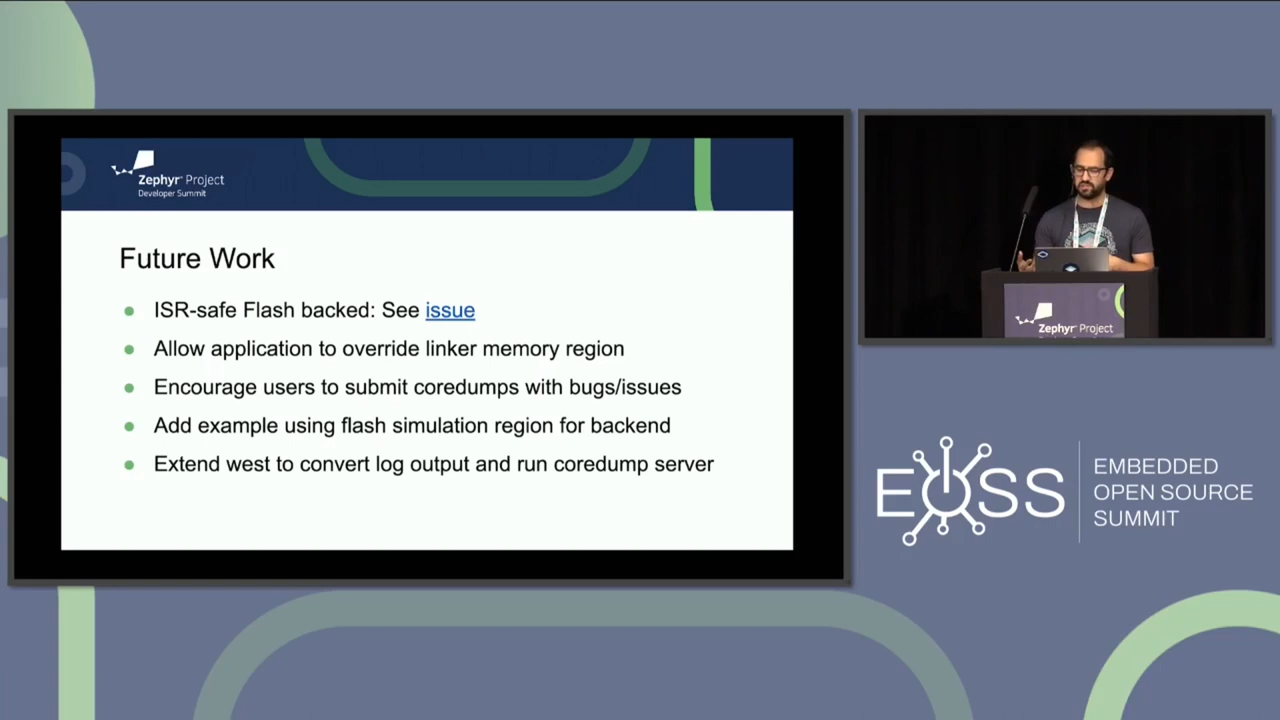 Zephyr™ Project
Developer Summit
Future Work
ISR-safe Flash backed: See issue
Allow application to override linker memory region
Encourage users to submit coredumps with bugs/issues
Add example using flash simulation region for backend
Extend west to convert log output and run coredump server
Zephyr™ Project
EOSS
EMBEDDED
OPEN SOURCE
SUMMIT